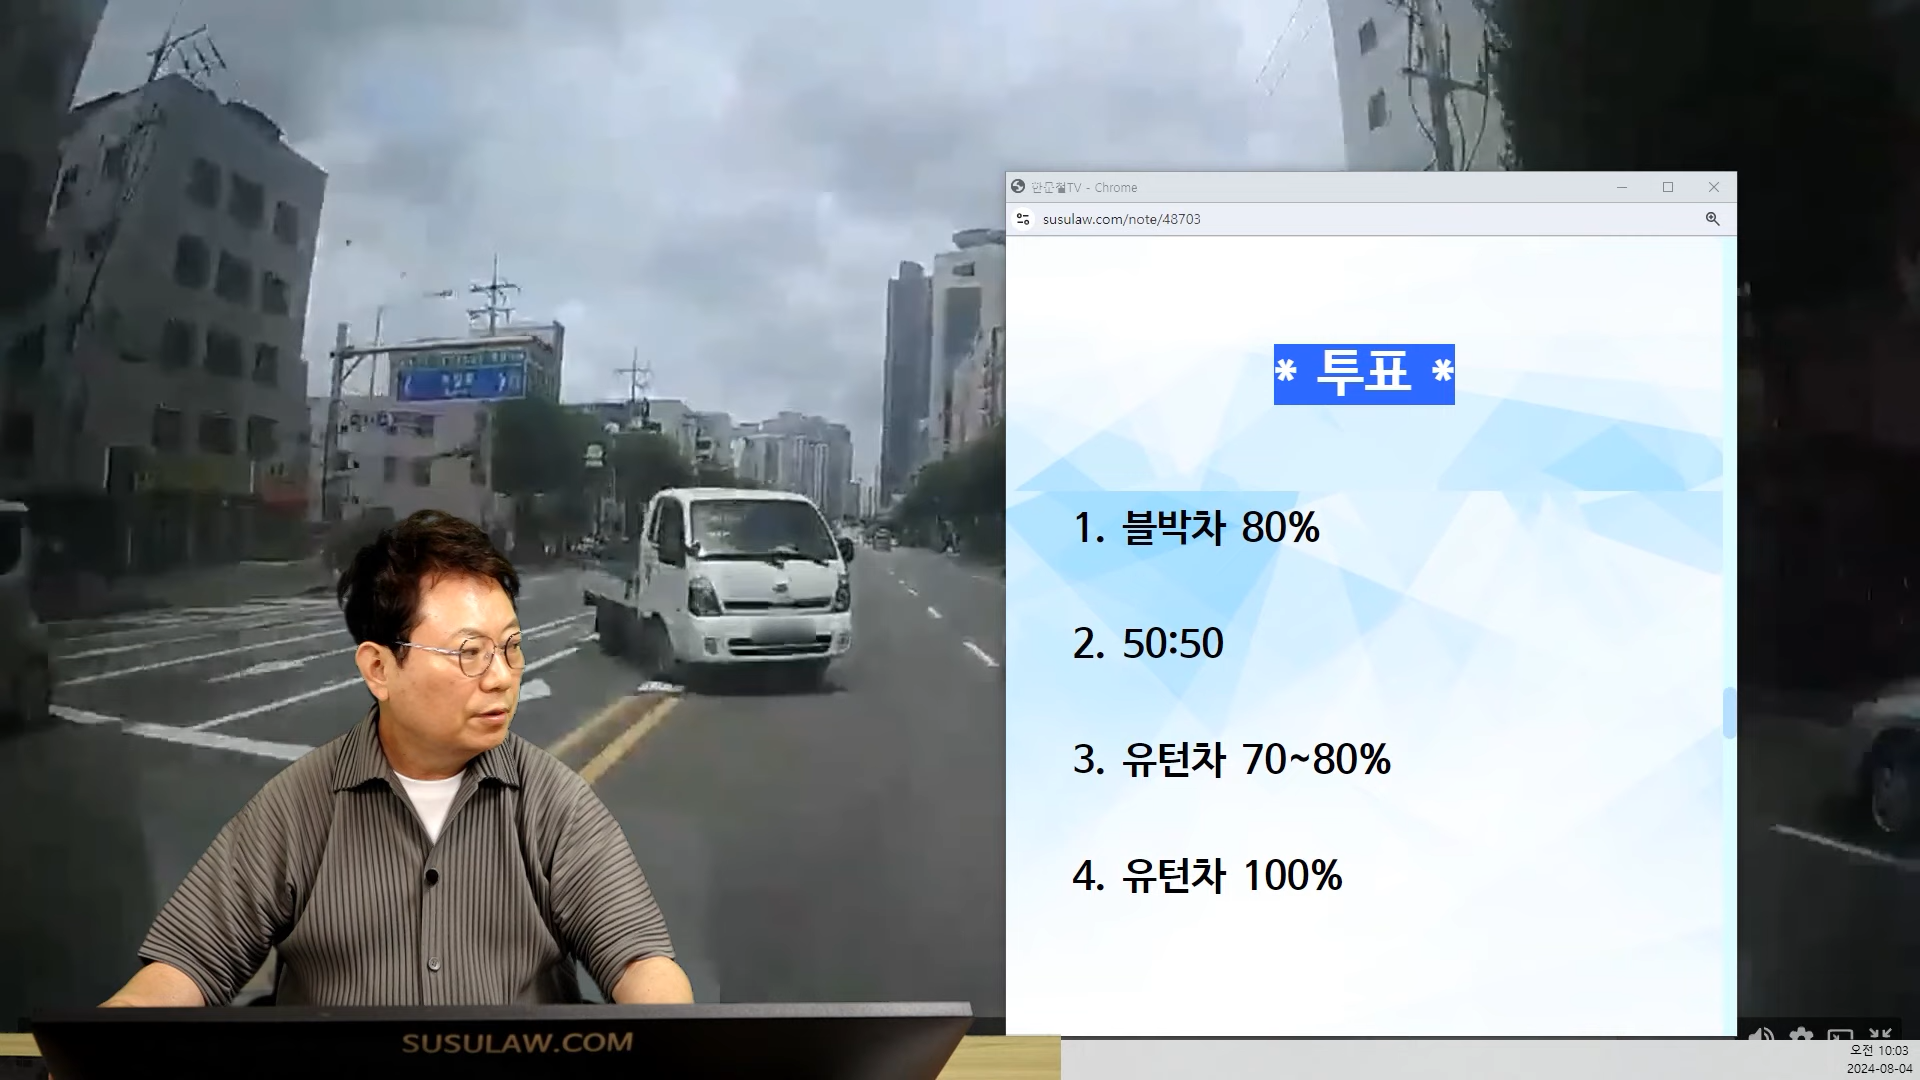 한문철TV - Chrome
susulaw.com/note/48703
* 투표 *
1. 블박차 80%
2. 50:50
3. 유턴차 70~80%
4. 유턴차 100%
SUSULAW.COM
오전 10:03
2024-08-04